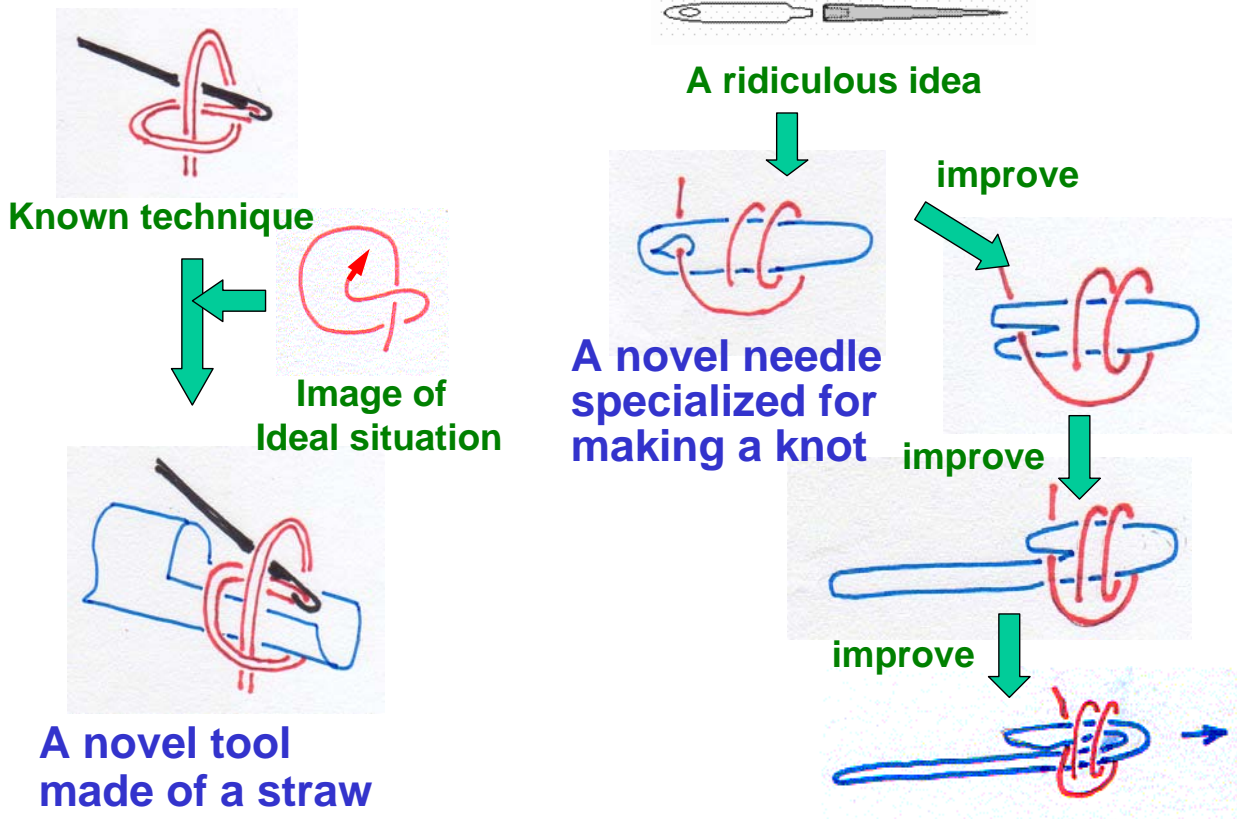 Known technique
Image of
Ideal situation
A novel tool
made of a straw
A ridiculous idea
improve
A novel needle
specialized for
making a knot
improve
improve